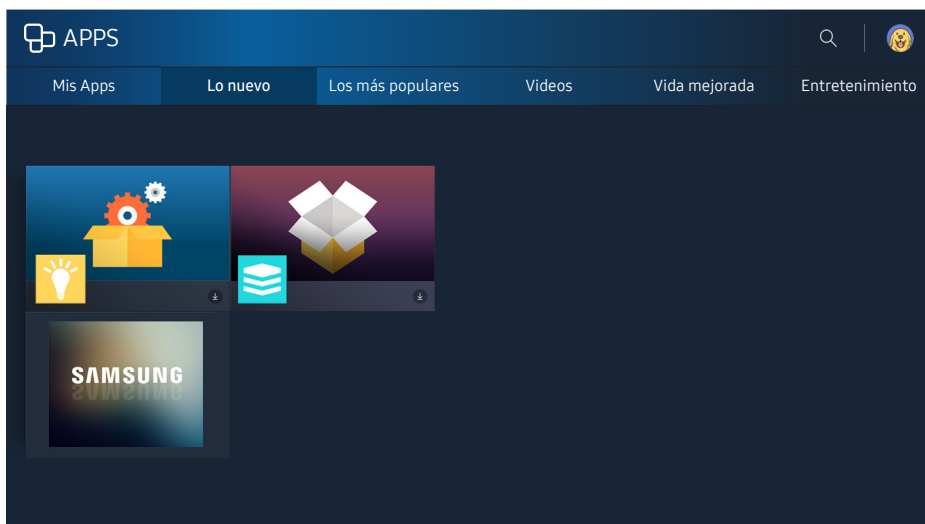 APPS
Mis Apps Lo nuevo Los más populares Videos Vida mejorada Entretenimiento
SAMSUNG